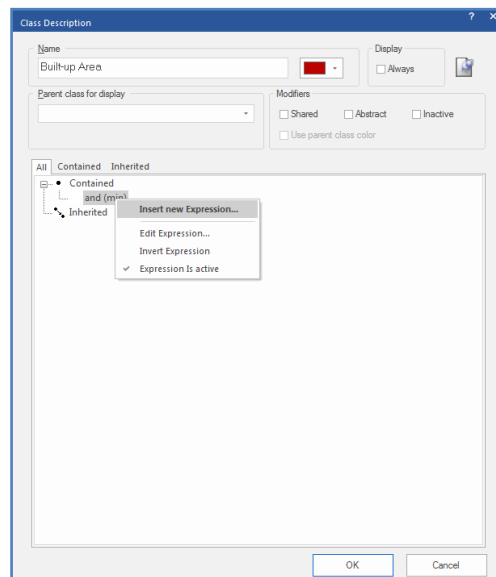 Class Description ? ×
Name
Built-up Area
Display
Always
Parent class for display
Modifiers
Shared Abstract Inactive
Use parent class color
All Contained Inherited
Contained
and (min)
Inherited
Insert new Expression...
Edit Expression...
Invert Expression
✓ Expression Is active
OK Cancel